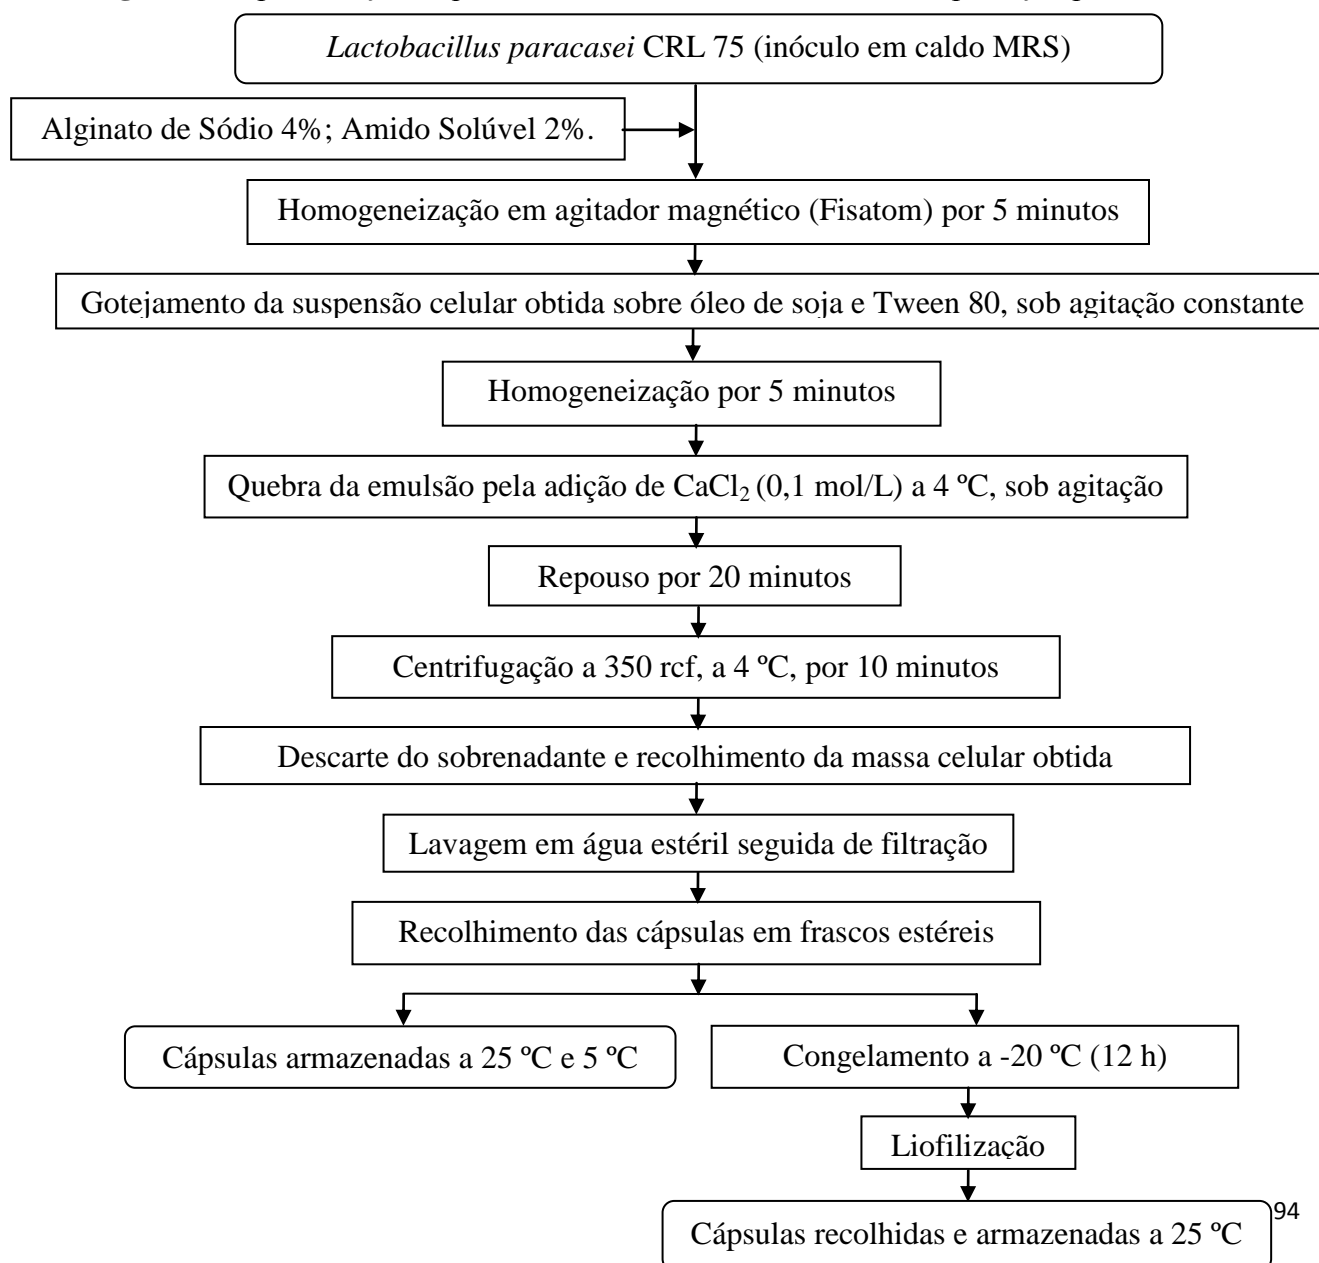 Lactobacillus paracasei CRL 75 (inóculo em caldo MRS)
Alginato de Sódio 4%; Amido Solúvel 2%.
Homogeneização em agitador magnético (Fisatom) por 5 minutos
Gotejamento da suspensão celular obtida sobre óleo de soja e Tween 80, sob agitação constante
Homogeneização por 5 minutos
Quebra da emulsão pela adição de CaCl₂ (0,1 mol/L) a 4 ºC, sob agitação
Repouso por 20 minutos
Centrifugação a 350 rcf, a 4 ºC, por 10 minutos
Descarte do sobrenadante e recolhimento da massa celular obtida
Lavagem em água estéril seguida de filtração
Recolhimento das cápsulas em frascos estéreis
Cápsulas armazenadas a 25 ºC e 5 ºC
Congelamento a -20 ºC (12 h)
Liofilização
Cápsulas recolhidas e armazenadas a 25 ºC
94